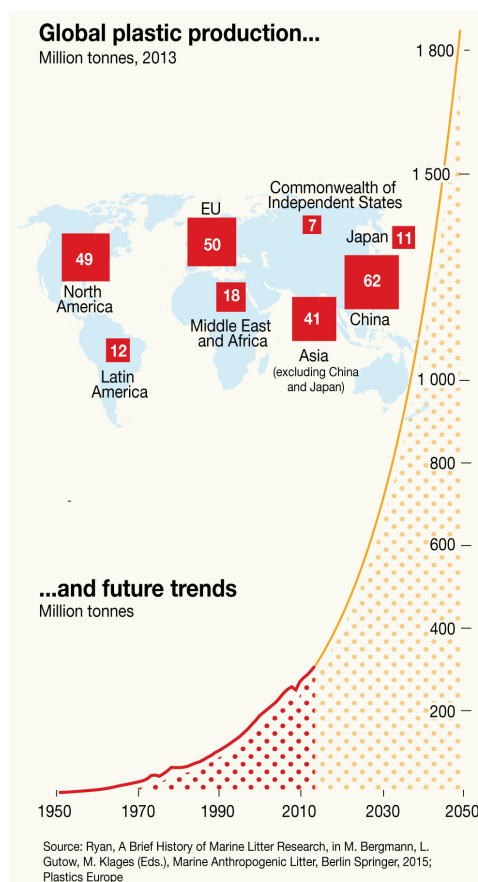 Global plastic production...
Million tonnes, 2013
1 800
1 500
Commonwealth of
Independent States
7
EU
50
Japan
11
49
North
America
18
Middle East
and Africa
62
China
41
Asia
(excluding China
and Japan)
12
Latin
America
1 000
800
600
...and future trends
Million tonnes
400
200
1950
1970
1990
2010
2030
2050
Source: Ryan, A Brief History of Marine Litter Research, in M. Bergmann, L.
Gutow, M. Klages (Eds.), Marine Anthropogenic Litter, Berlin Springer, 2015;
Plastics Europe